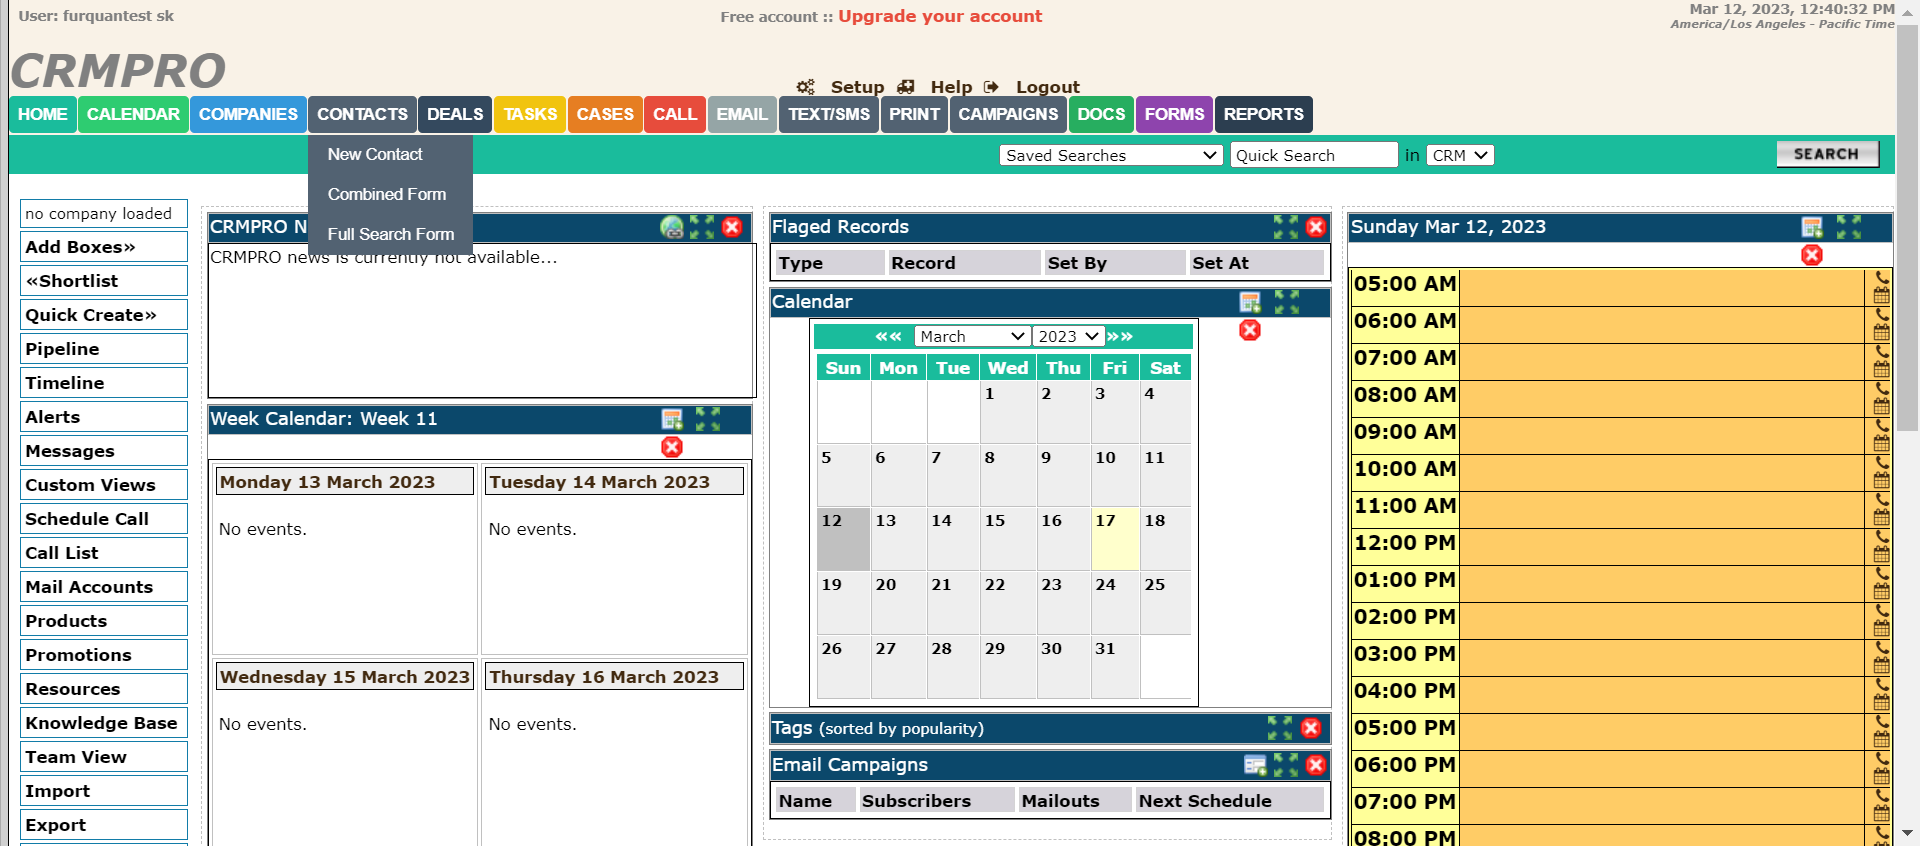 User: furquantest sk
Free account :: Upgrade your account
Mar 12, 2023, 12:40:32 PM
America/Los Angeles - Pacific Time
CRMPRO
Setup Help Logout
HOME CALENDAR COMPANIES CONTACTS DEALS TASKS CASES CALL EMAIL TEXT/SMS PRINT CAMPAIGNS DOCS FORMS REPORTS
New Contact
Combined Form
Full Search Form
Saved Searches Quick Search in CRM SEARCH
no company loaded
Add Boxes»
«Shortlist
Quick Create»
Pipeline
Timeline
Alerts
Messages
Custom Views
Schedule Call
Call List
Mail Accounts
Products
Promotions
Resources
Knowledge Base
Team View
Import
Export
CRMPRO N
CRMPRO news is currently not available...
Week Calendar: Week 11
Monday 13 March 2023 Tuesday 14 March 2023
No events. No events.
Wednesday 15 March 2023 Thursday 16 March 2023
No events. No events.
Flaged Records
Type Record Set By Set At
Calendar
«« March 2023 »»
Sun Mon Tue Wed Thu Fri Sat
1 2 3 4
5 6 7 8 9 10 11
12 13 14 15 16 17 18
19 20 21 22 23 24 25
26 27 28 29 30 31
Tags (sorted by popularity)
Email Campaigns
Name Subscribers Mailouts Next Schedule
Sunday Mar 12, 2023
05:00 AM
06:00 AM
07:00 AM
08:00 AM
09:00 AM
10:00 AM
11:00 AM
12:00 PM
01:00 PM
02:00 PM
03:00 PM
04:00 PM
05:00 PM
06:00 PM
07:00 PM
08:00 PM